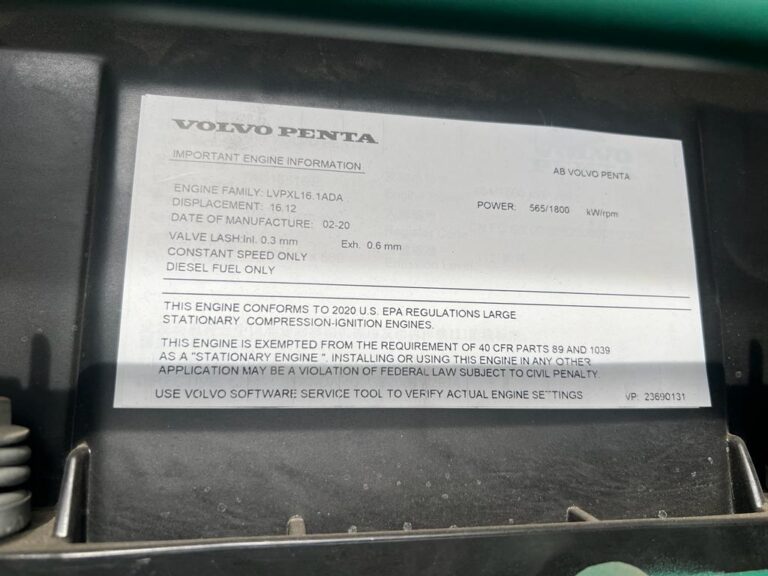 VOLVO PENTA
IMPORTANT ENGINE INFORMATION
AB VOLVO PENTA
ENGINE FAMILY: LVPXL16.1ADA
DISPLACEMENT: 16.12
POWER: 565/1800 kW/rpm
DATE OF MANUFACTURE: 02-20
VALVE LASH:Inl. 0.3 mm Exh. 0.6 mm
CONSTANT SPEED ONLY
DIESEL FUEL ONLY
THIS ENGINE CONFORMS TO 2020 U.S. EPA REGULATIONS LARGE
STATIONARY COMPRESSION-IGNITION ENGINES.
THIS ENGINE IS EXEMPTED FROM THE REQUIREMENT OF 40 CFR PARTS 89 AND 1039
AS A "STATIONARY ENGINE ". INSTALLING OR USING THIS ENGINE IN ANY OTHER
APPLICATION MAY BE A VIOLATION OF FEDERAL LAW SUBJECT TO CIVIL PENALTY.
USE VOLVO SOFTWARE SERVICE TOOL TO VERIFY ACTUAL ENGINE SETTINGS
VP: 23690131